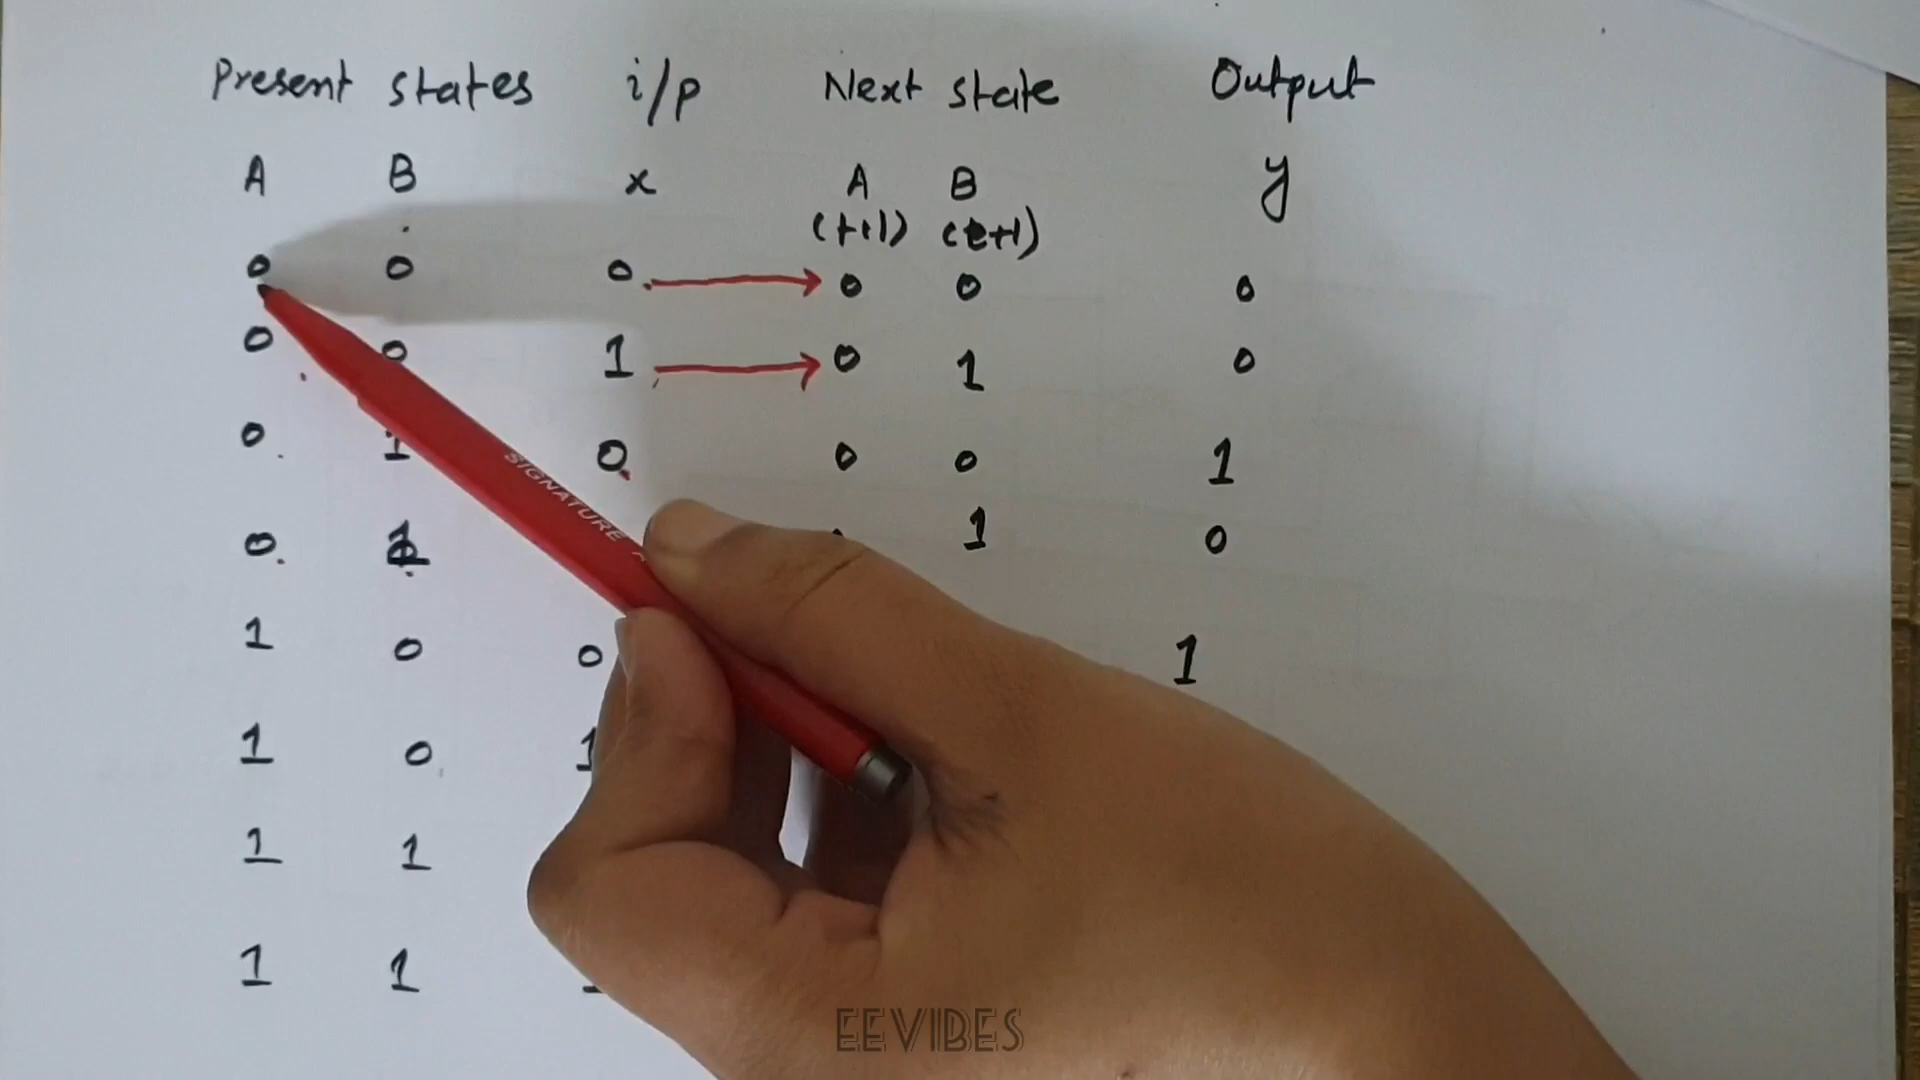 Present states i/p Next state Output
A B x A B y
(t+1) (t+1)
0 0 0 0 0 0
0 0 1 0 1 0
0 1 0 0 0 1
0 1 1 0
1 0 0 1
1 0 1
1 1
1 1
SIGNATURE
EEVIBES